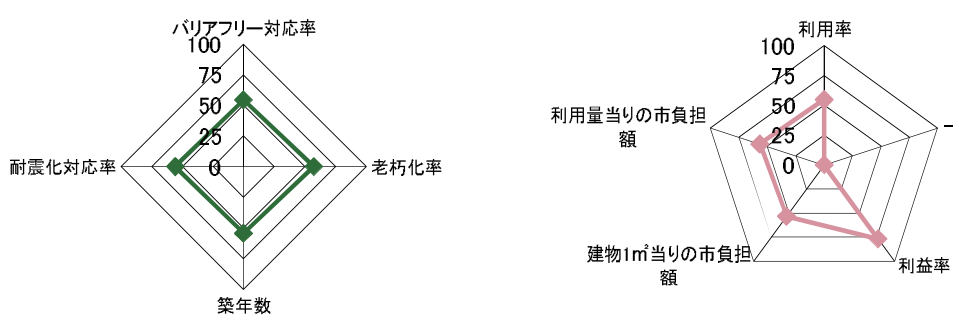 バリアフリー対応率
100
75
50
25
0
耐震化対応率
老朽化率
築年数
利用率
100
75
50
25
0
利用量当りの市負担
額
建物1㎡当りの市負担
額
利益率